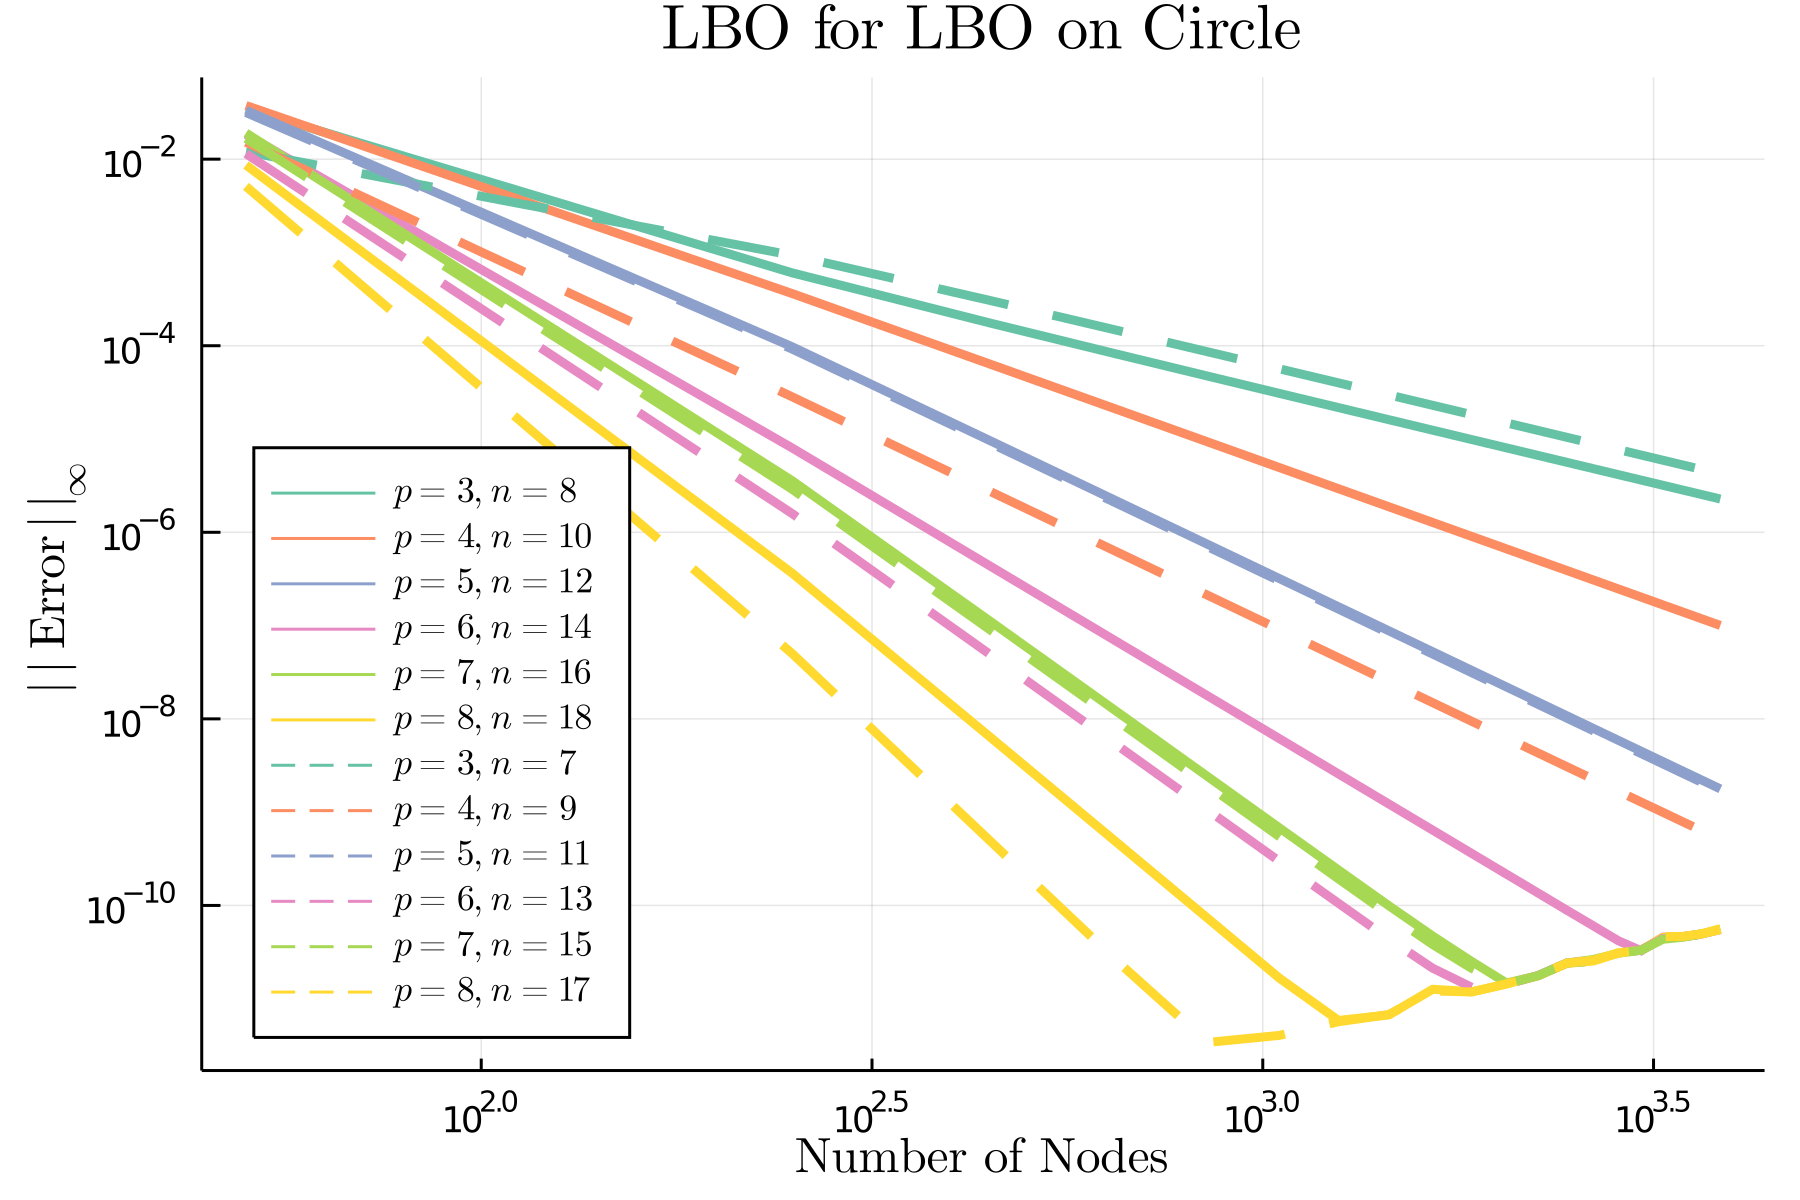 LBO for LBO on Circle
||Error||∞
10⁻²
10⁻⁴
10⁻⁶
10⁻⁸
10⁻¹⁰
p = 3, n = 8
p = 4, n = 10
p = 5, n = 12
p = 6, n = 14
p = 7, n = 16
p = 8, n = 18
p = 3, n = 7
p = 4, n = 9
p = 5, n = 11
p = 6, n = 13
p = 7, n = 15
p = 8, n = 17
10^2.0 10^2.5 10^3.0 10^3.5
Number of Nodes